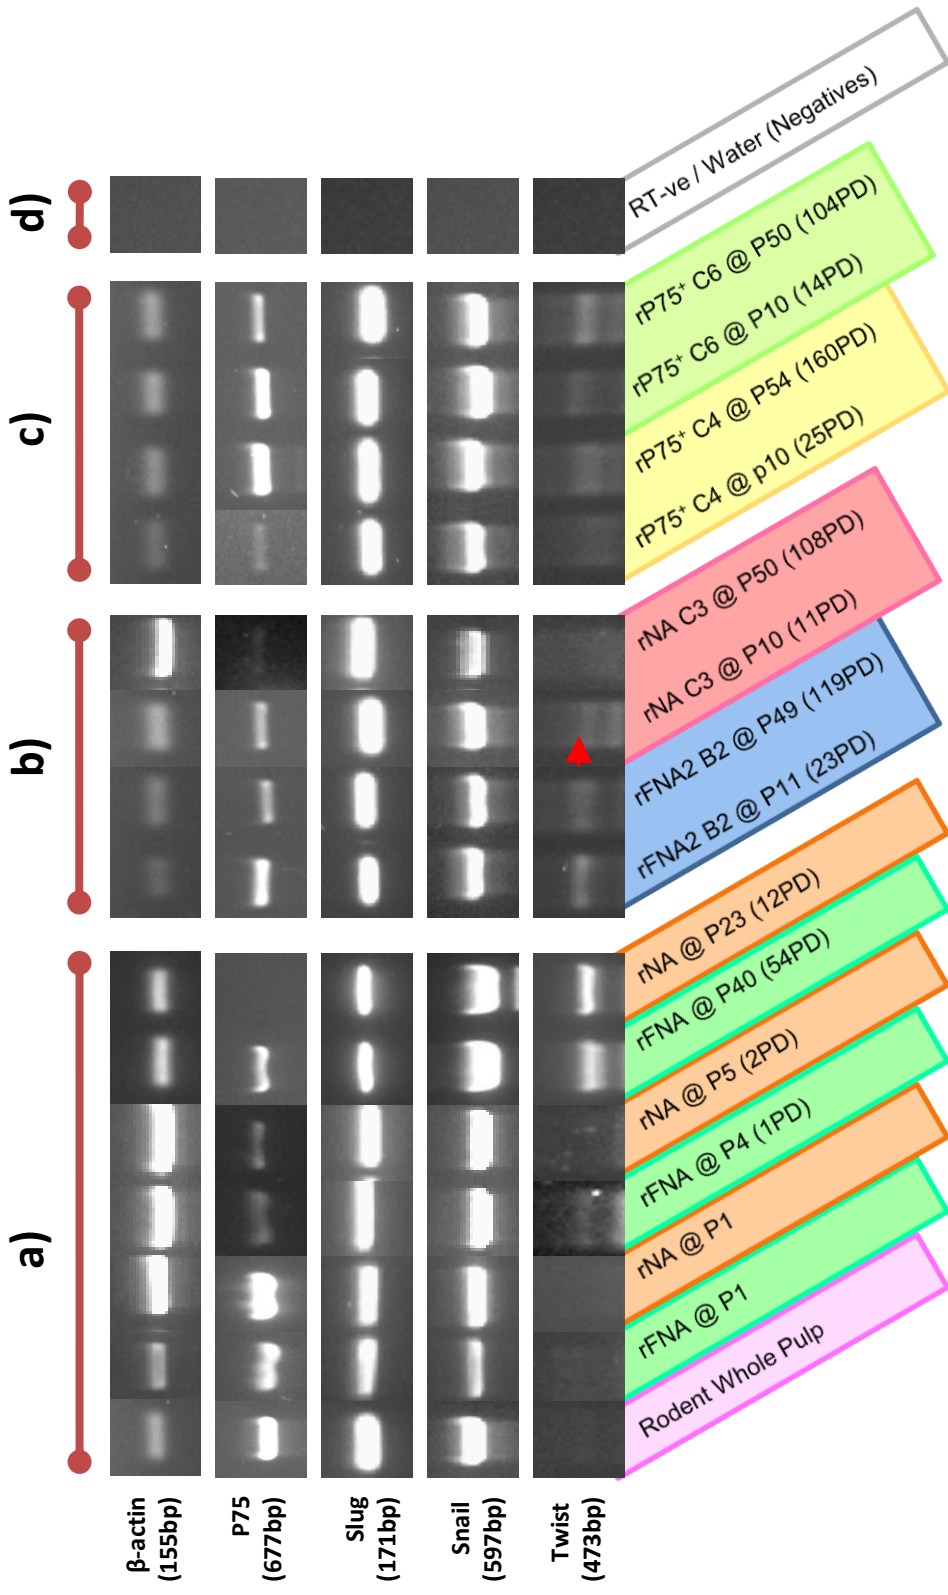 a)
b)
c)
d)
β-actin
(155bp)
P75
(677bp)
Slug
(171bp)
Snail
(597bp)
Twist
(473bp)
Rodent Whole Pulp
rFNA @ P1
rNA @ P1
rFNA @ P4 (1PD)
rNA @ P5 (2PD)
rFNA @ P40 (54PD)
rNA @ P23 (12PD)
rFNA2 B2 @ P11 (23PD)
rFNA2 B2 @ P49 (119PD)
rNA C3 @ P10 (11PD)
rNA C3 @ P50 (108PD)
rP75⁺ C4 @ p10 (25PD)
rP75⁺ C4 @ P54 (160PD)
rP75⁺ C6 @ P10 (14PD)
rP75⁺ C6 @ P50 (104PD)
RT-ve / Water (Negatives)